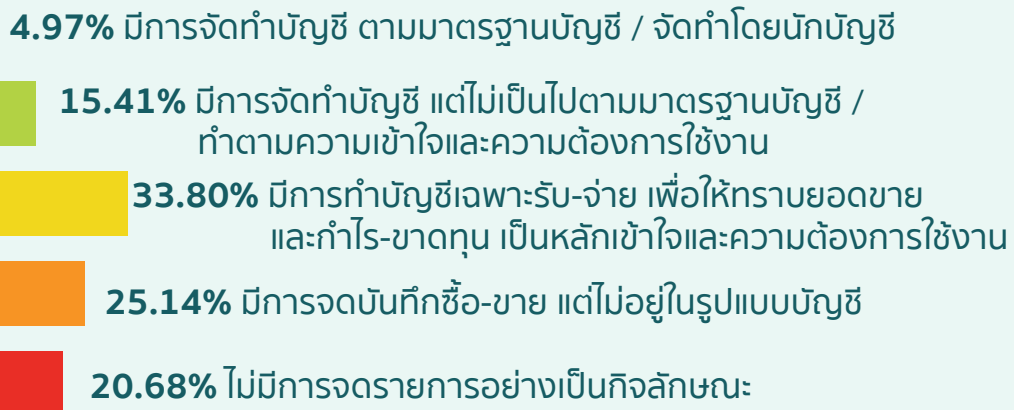 4.97% มีการจัดทำบัญชี ตามมาตรฐานบัญชี / จัดทำโดยนักบัญชี
15.41% มีการจัดทำบัญชี แต่ไม่เป็นไปตามมาตรฐานบัญชี /
ทำตามความเข้าใจและความต้องการใช้งาน
33.80% มีการทำบัญชีเฉพาะรับ-จ่าย เพื่อให้ทราบยอดขาย
และกำไร-ขาดทุน เป็นหลักเข้าใจและความต้องการใช้งาน
25.14% มีการจดบันทึกซื้อ-ขาย แต่ไม่อยู่ในรูปแบบบัญชี
20.68% ไม่มีการจดรายการอย่างเป็นกิจลักษณะ